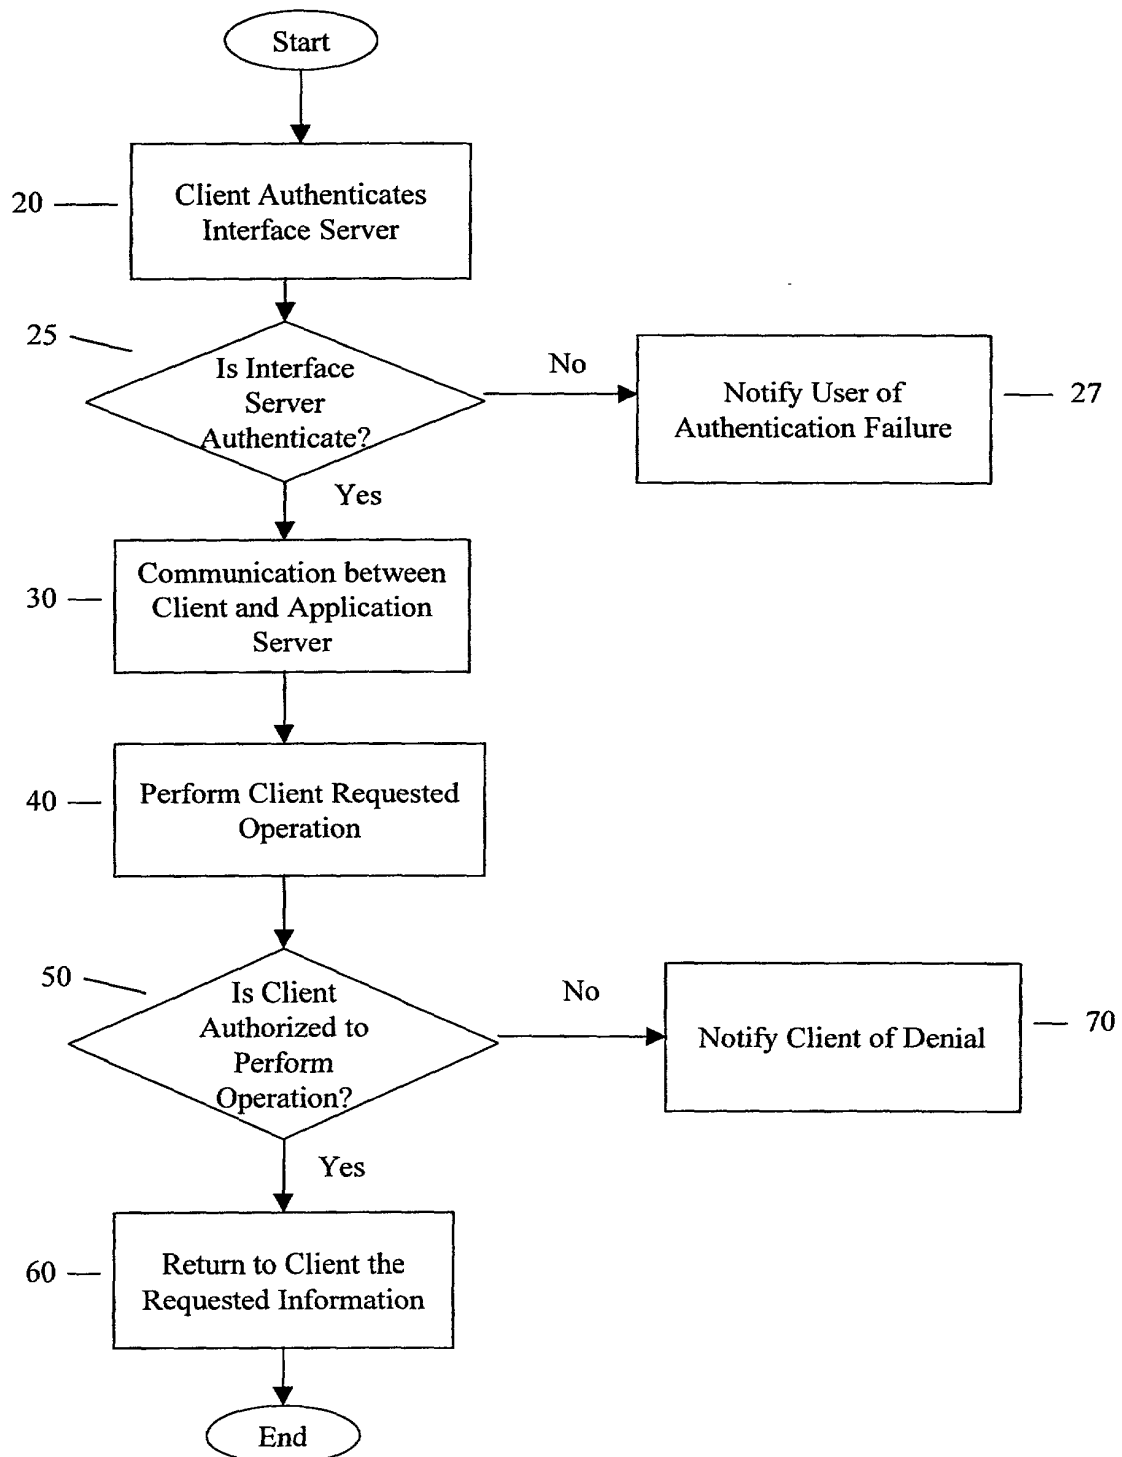 Start
20
Client Authenticates
Interface Server
25
Is Interface
Server
Authenticate?
No
Notify User of
Authentication Failure
27
Yes
30
Communication between
Client and Application
Server
40
Perform Client Requested
Operation
50
Is Client
Authorized to
Perform
Operation?
No
Notify Client of Denial
70
Yes
60
Return to Client the
Requested Information
End